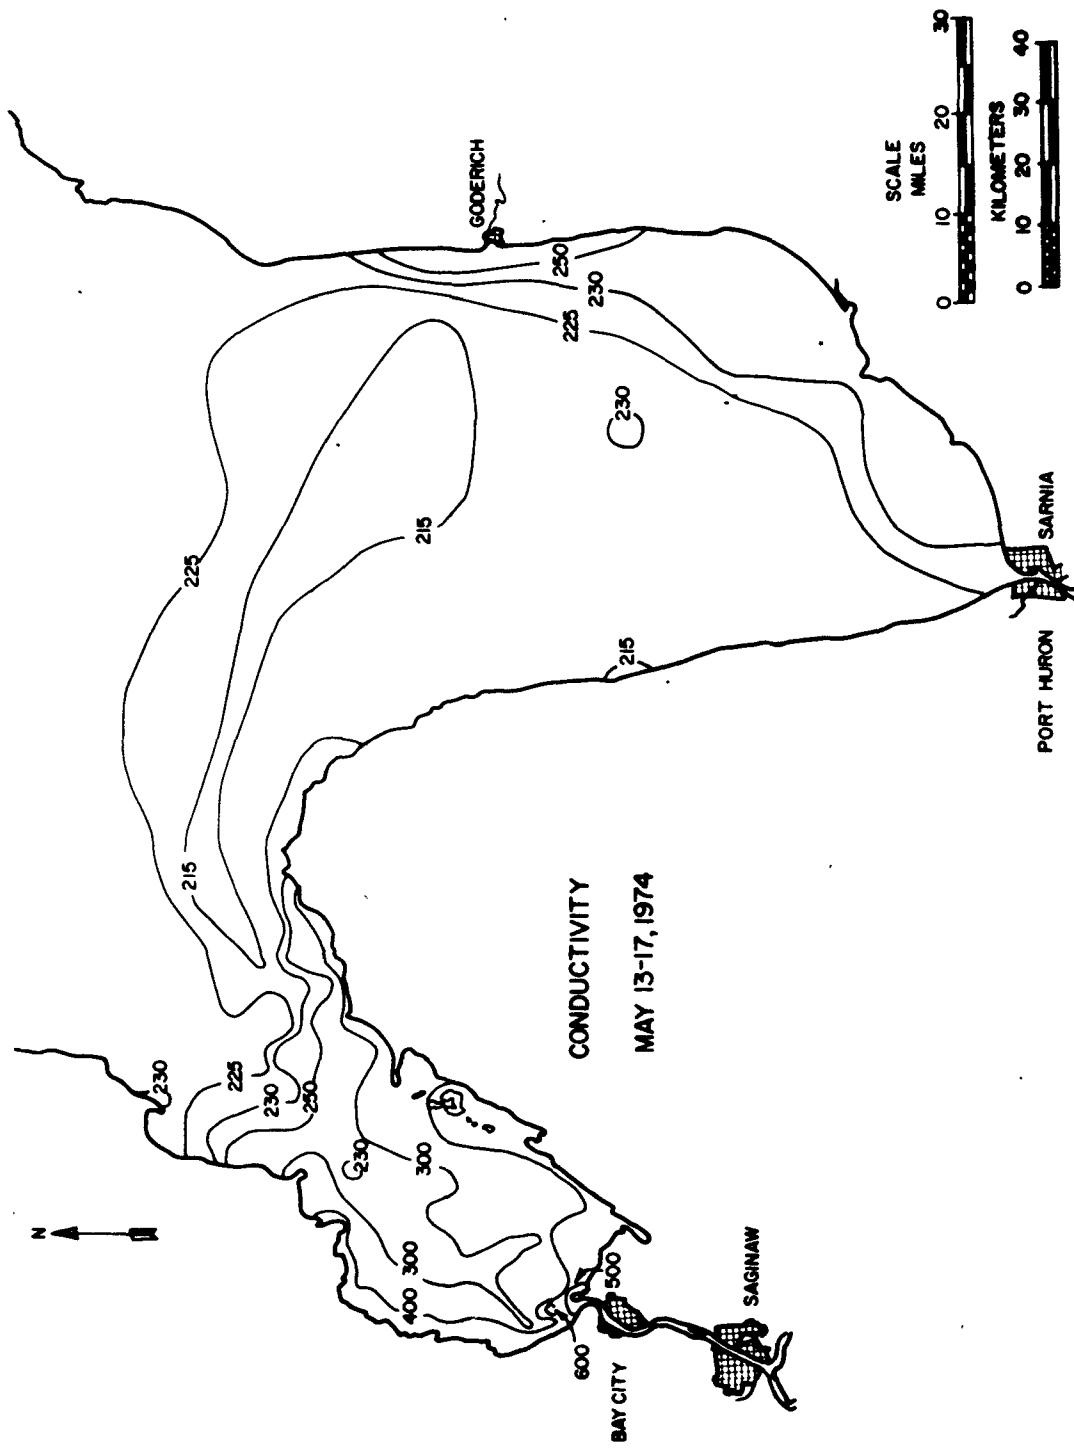 GODERICH
SCALE
MILES
0 10 20 30
KILOMETERS
0 10 20 30 40
250
230
225
230
225
215
215
215
SARNIA
PORT HURON
CONDUCTIVITY
MAY 13-17, 1974
230
225
230
250
230
300
300
400
500
600
N
SAGINAW
BAY CITY